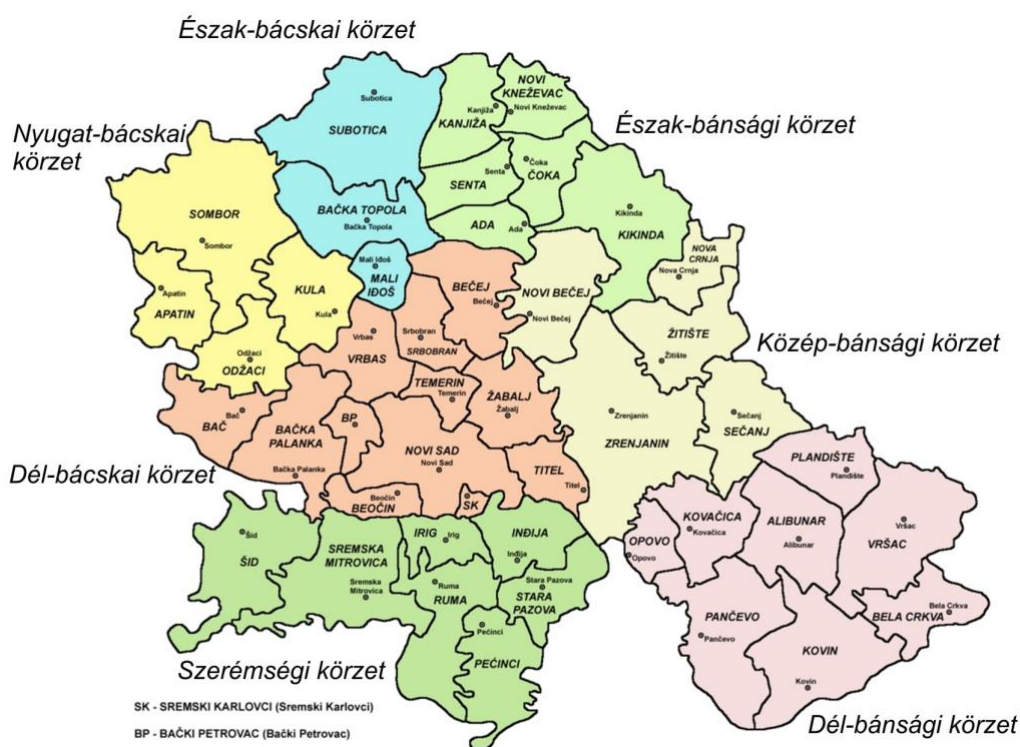 Észak-bácskai körzet
Nyugat-bácskai
körzet
Észak-bánsági körzet
Közép-bánsági körzet
Dél-bácskai körzet
Szerémségi körzet
Dél-bánsági körzet
Subotica
SUBOTICA
BAČKA TOPOLA
Bačka Topola
Mali Iđoš
MALI
IĐOŠ
Kanjiža
KANJIŽA
NOVI
KNEŽEVAC
Novi Kneževac
Senta
SENTA
Čoka
ČOKA
ADA
Ada
Kikinda
KIKINDA
SOMBOR
Sombor
Apatin
APATIN
KULA
Kula
Odžaci
ODŽACI
NOVA
CRNJA
Nova Crnja
NOVI BEČEJ
Novi Bečej
ŽITIŠTE
Žitište
Zrenjanin
ZRENJANIN
Sečanj
SEČANJ
BEČEJ
Bečej
Vrbas
VRBAS
Srbobran
SRBOBRAN
TEMERIN
Temerin
ŽABALJ
Žabalj
Bač
BAČ
BAČKA
PALANKA
Bačka Palanka
BP
NOVI SAD
Novi Sad
TITEL
Titel
Beočin
BEOČIN
SK
Šid
ŠID
SREMSKA
MITROVICA
Sremska
Mitrovica
IRIG
Irig
INĐIJA
Inđija
Ruma
RUMA
Stara Pazova
STARA
PAZOVA
Pećinci
PEĆINCI
PLANDIŠTE
Plandište
OPOVO
Opovo
KOVAČICA
Kovačica
ALIBUNAR
Alibunar
Vršac
VRŠAC
PANČEVO
Pančevo
Bela Crkva
BELA CRKVA
KOVIN
Kovin
SK - SREMSKI KARLOVCI (Sremski Karlovci)
BP - BAČKI PETROVAC (Bački Petrovac)